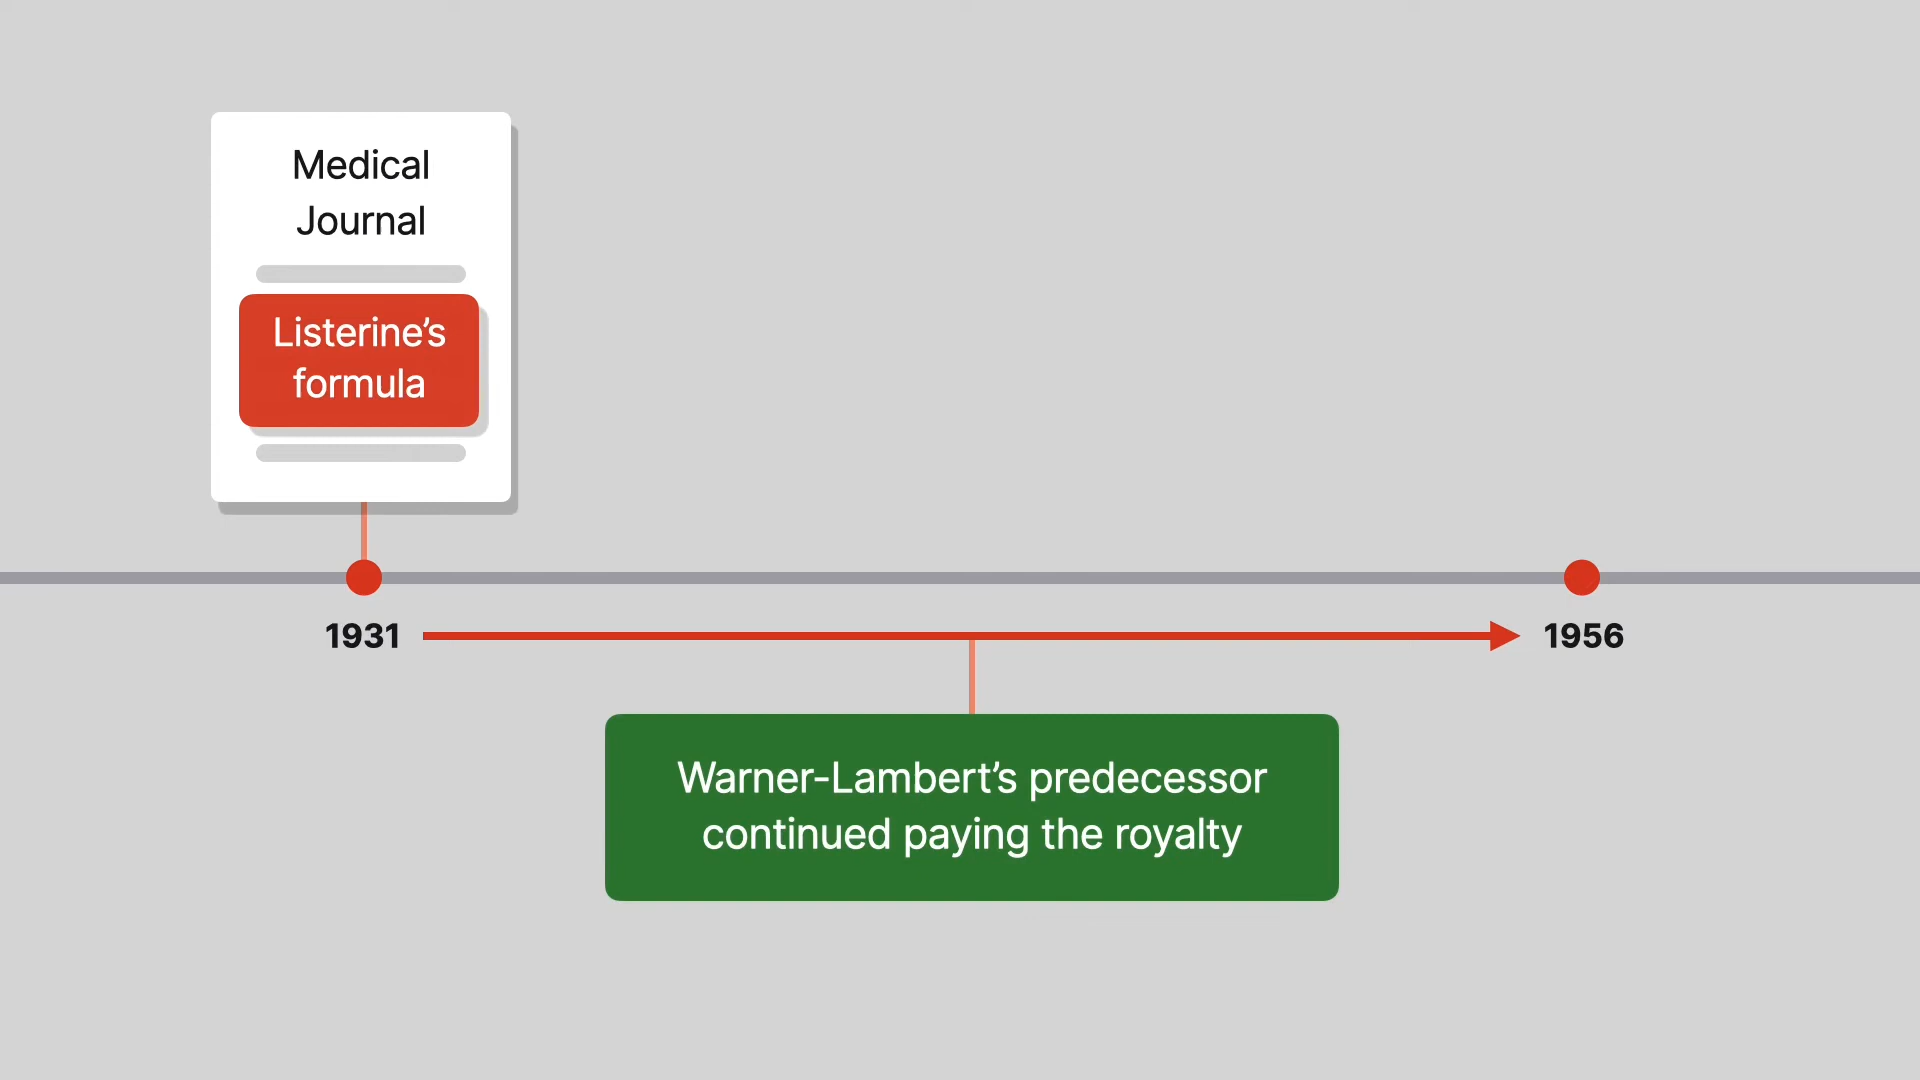 Medical
Journal
Listerine’s
formula
1931
1956
Warner-Lambert’s predecessor
continued paying the royalty